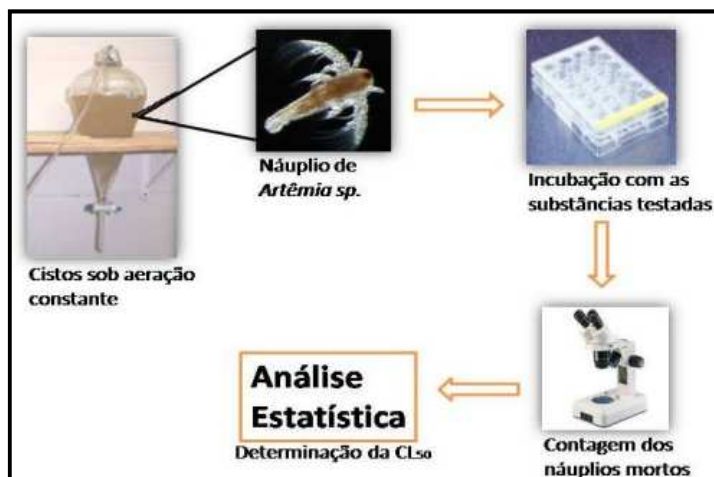 Cistos sob aeração
constante
Náuplio de
Artêmia sp.
Incubação com as
substâncias testadas
Contagem dos
náuplios mortos
Análise
Estatística
Determinação da CL₅₀